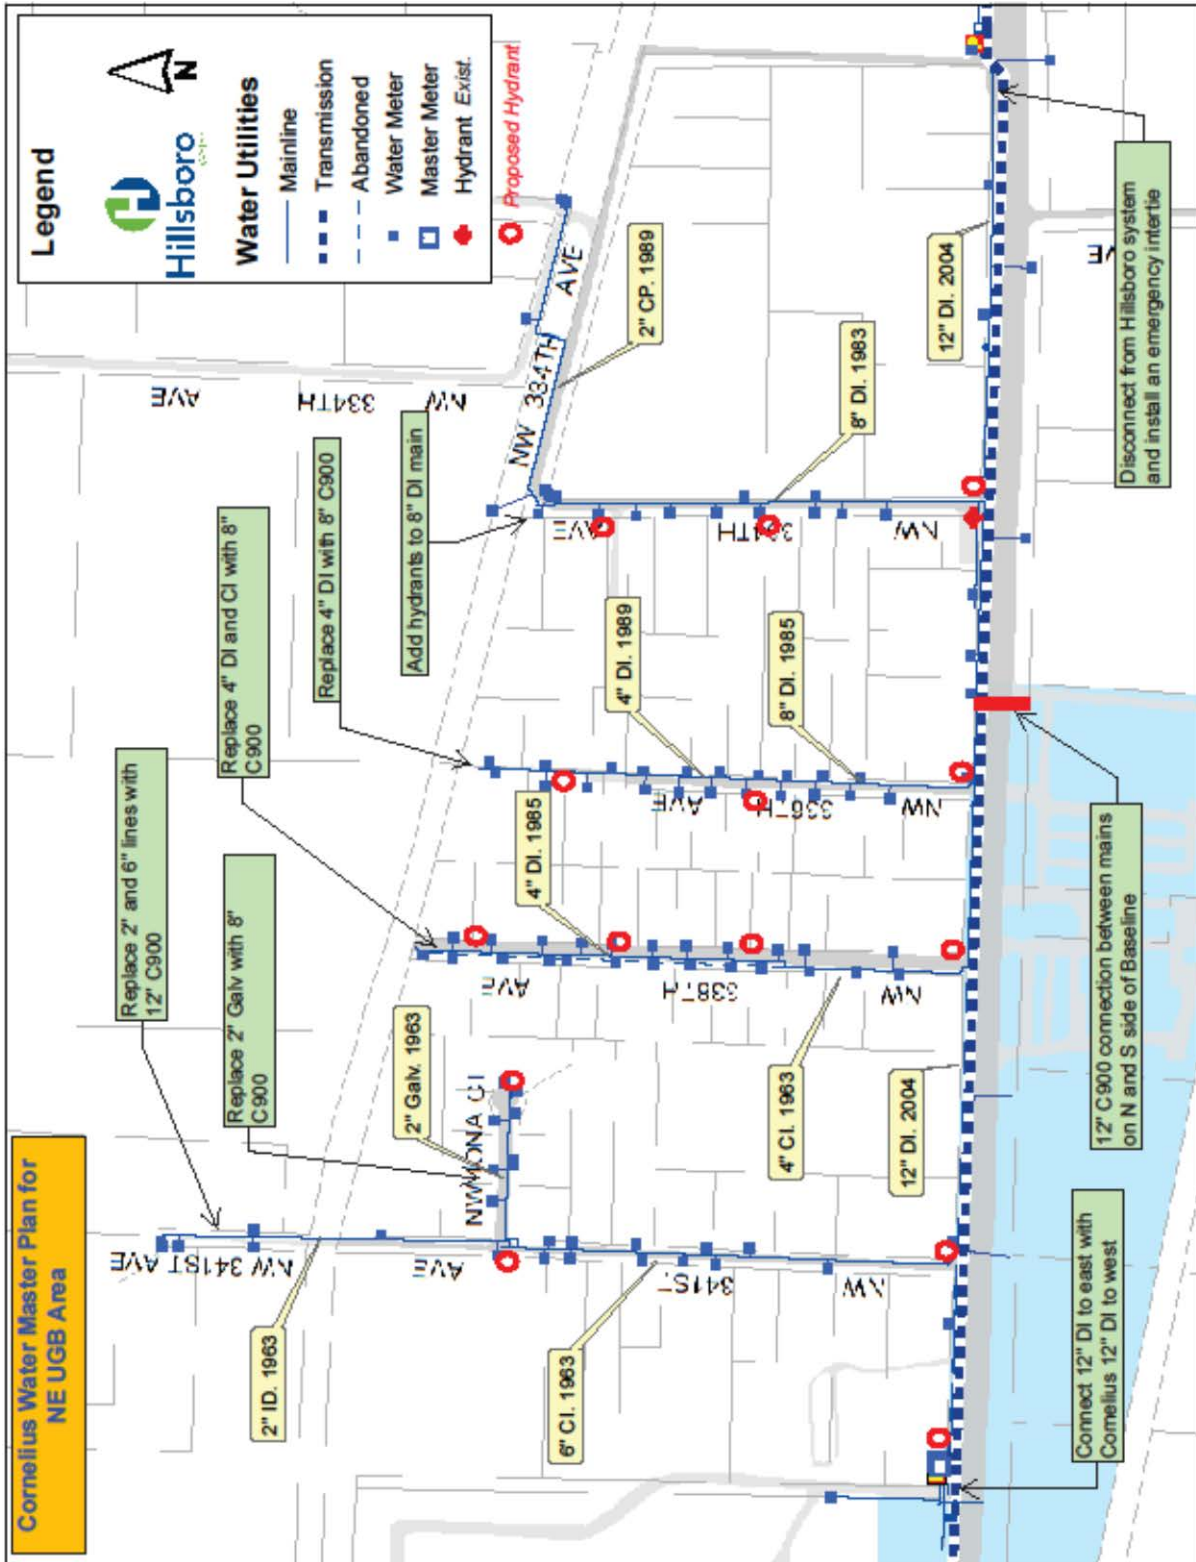 Cornelius Water Master Plan for
NE UGB Area
Legend
Hillsboro
N
Water Utilities
Mainline
Transmission
Abandoned
Water Meter
Master Meter
Hydrant Exist.
Proposed Hydrant
Replace 2" and 6" lines with
12" C900
Replace 2" Galv with 8"
C900
Replace 4" DI and CI with 8"
C900
Replace 4" DI with 8" C900
Add hydrants to 8" DI main
2" ID. 1963
2" Galv. 1963
6" CI. 1963
4" DI. 1985
4" CI. 1963
12" DI. 2004
4" DI. 1989
8" DI. 1985
2" CP. 1989
8" DI. 1983
12" DI. 2004
NW 341ST AVE
AVE
341ST
NW
NW MONA CI
AVE
338TH
NW
AVE
336TH
NW
AVE
334TH
NW
NW 334TH AVE
AVE
334TH
NW
AVE
Connect 12" DI to east with
Cornelius 12" DI to west
12" C900 connection between mains
on N and S side of Baseline
Disconnect from Hillsboro system
and install an emergency intertie